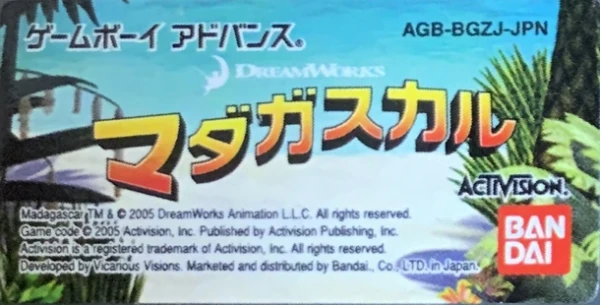 ゲームボーイ アドバンス®
AGB-BGZJ-JPN
DREAMWORKS
マダガスカル
ACTIVISION®
Madagascar TM & © 2005 DreamWorks Animation L.L.C. All rights reserved.
Game code © 2005 Activision, Inc. Published by Activision Publishing, Inc.
Activision is a registered trademark of Activision, Inc. All rights reserved.
Developed by Vicarious Visions. Marketed and distributed by Bandai., Co., LTD. in Japan.
BAN
DAI